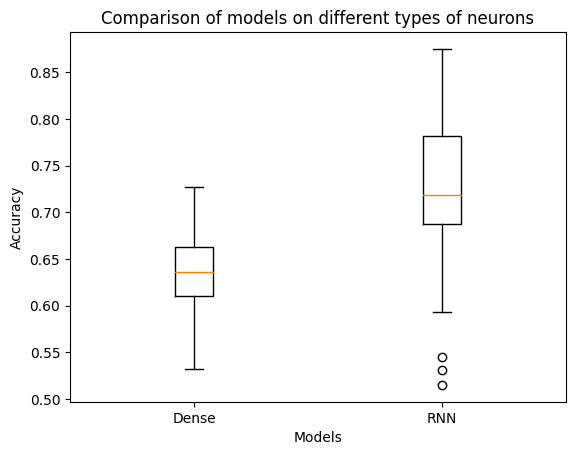 Comparison of models on different types of neurons
Accuracy
0.85
0.80
0.75
0.70
0.65
0.60
0.55
0.50
Dense RNN
Models